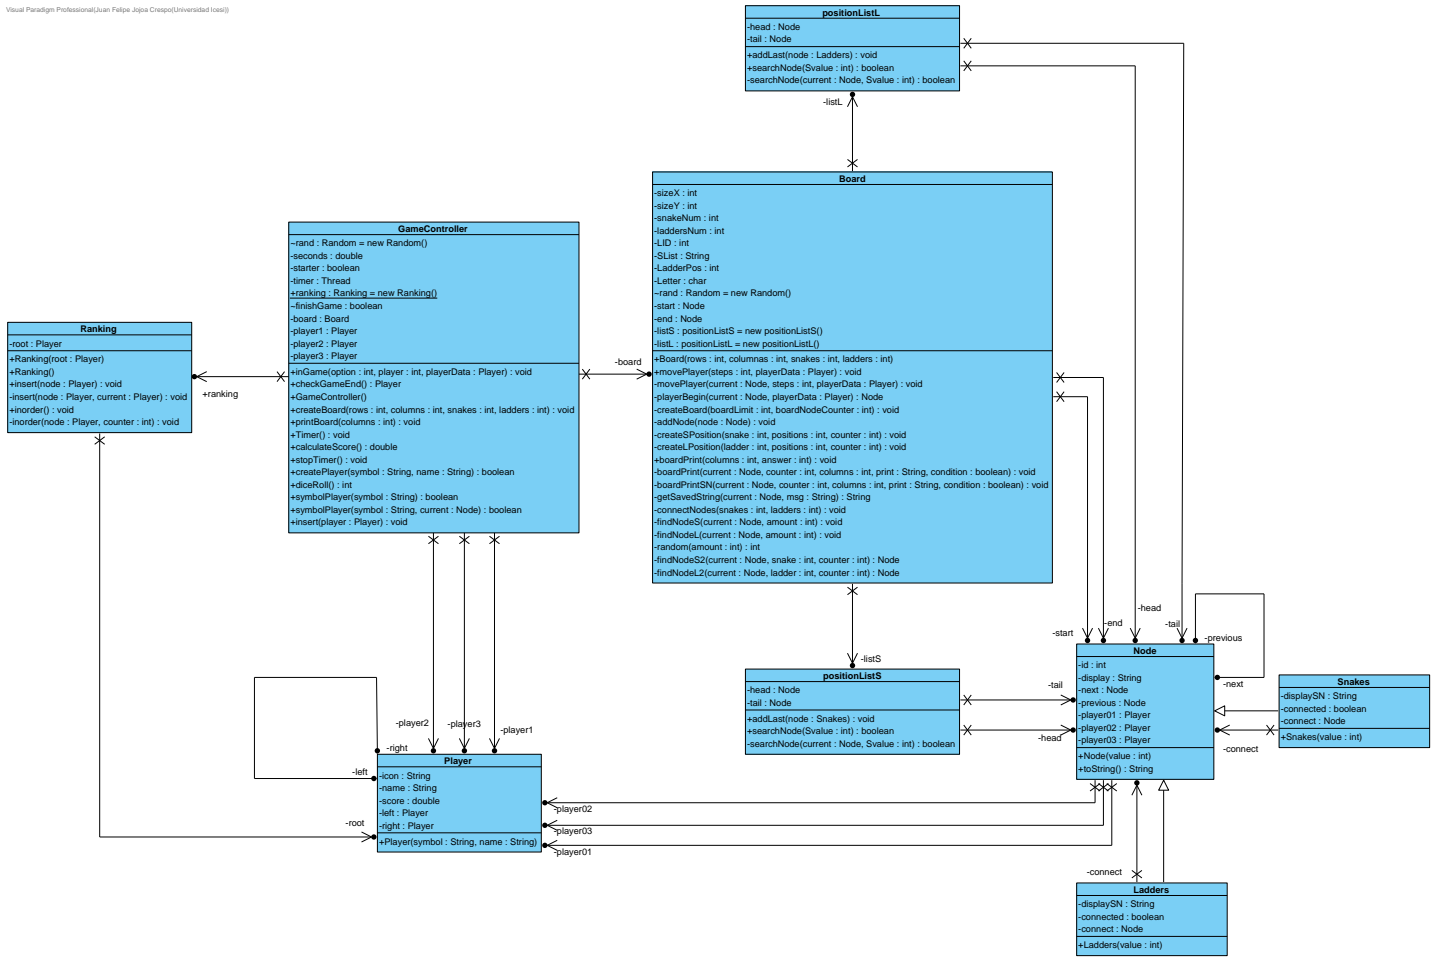 Visual Paradigm Professional(Juan Felipe Jojoa Crespo(Universidad Icesi))
positionListL
-head : Node
-tail : Node
+addLast(node : Ladders) : void
+searchNode(Svalue : int) : boolean
-searchNode(current : Node, Svalue : int) : boolean
-listL
Board
-sizeX : int
-sizeY : int
-snakeNum : int
-laddersNum : int
-LID : int
-SList : String
-LadderPos : int
-Letter : char
~rand : Random = new Random()
-start : Node
-end : Node
-listS : positionListS = new positionListS()
-listL : positionListL = new positionListL()
+Board(rows : int, columnas : int, snakes : int, ladders : int)
+movePlayer(steps : int, playerData : Player) : void
-movePlayer(current : Node, steps : int, playerData : Player) : void
-playerBegin(current : Node, playerData : Player) : Node
-createBoard(boardLimit : int, boardNodeCounter : int) : void
-addNode(node : Node) : void
-createSPosition(snake : int, positions : int, counter : int) : void
-createLPosition(ladder : int, positions : int, counter : int) : void
+boardPrint(columns : int, answer : int) : void
-boardPrint(current : Node, counter : int, columns : int, print : String, condition : boolean) : void
-boardPrintSN(current : Node, counter : int, columns : int, print : String, condition : boolean) : void
-getSavedString(current : Node, msg : String) : String
-connectNodes(snakes : int, ladders : int) : void
-findNodeS(current : Node, amount : int) : void
-findNodeL(current : Node, amount : int) : void
-random(amount : int) : int
-findNodeS2(current : Node, snake : int, counter : int) : Node
-findNodeL2(current : Node, ladder : int, counter : int) : Node
GameController
~rand : Random = new Random()
-seconds : double
-starter : boolean
-timer : Thread
+ranking : Ranking = new Ranking()
~finishGame : boolean
-board : Board
-player1 : Player
-player2 : Player
-player3 : Player
+inGame(option : int, player : int, playerData : Player) : void
+checkGameEnd() : Player
+GameController()
+createBoard(rows : int, columns : int, snakes : int, ladders : int) : void
+printBoard(columns : int) : void
+Timer() : void
+calculateScore() : double
+stopTimer() : void
+createPlayer(symbol : String, name : String) : boolean
+diceRoll() : int
+symbolPlayer(symbol : String) : boolean
+symbolPlayer(symbol : String, current : Node) : boolean
+insert(player : Player) : void
-board
Ranking
-root : Player
+Ranking(root : Player)
+Ranking()
+insert(node : Player) : void
-insert(node : Player, current : Player) : void
+inorder() : void
-inorder(node : Player, counter : int) : void
+ranking
-head
-end
-tail
-start
-previous
-next
-listS
positionListS
-head : Node
-tail : Node
+addLast(node : Snakes) : void
+searchNode(Svalue : int) : boolean
-searchNode(current : Node, Svalue : int) : boolean
-tail
-head
Node
-id : int
-display : String
-next : Node
-previous : Node
-player01 : Player
-player02 : Player
-player03 : Player
+Node(value : int)
+toString() : String
Snakes
-displaySN : String
-connected : boolean
-connect : Node
+Snakes(value : int)
-connect
-player2
-player3
-player1
-right
-left
-root
Player
-icon : String
-name : String
-score : double
-left : Player
-right : Player
+Player(symbol : String, name : String)
-player02
-player03
-player01
-connect
Ladders
-displaySN : String
-connected : boolean
-connect : Node
+Ladders(value : int)